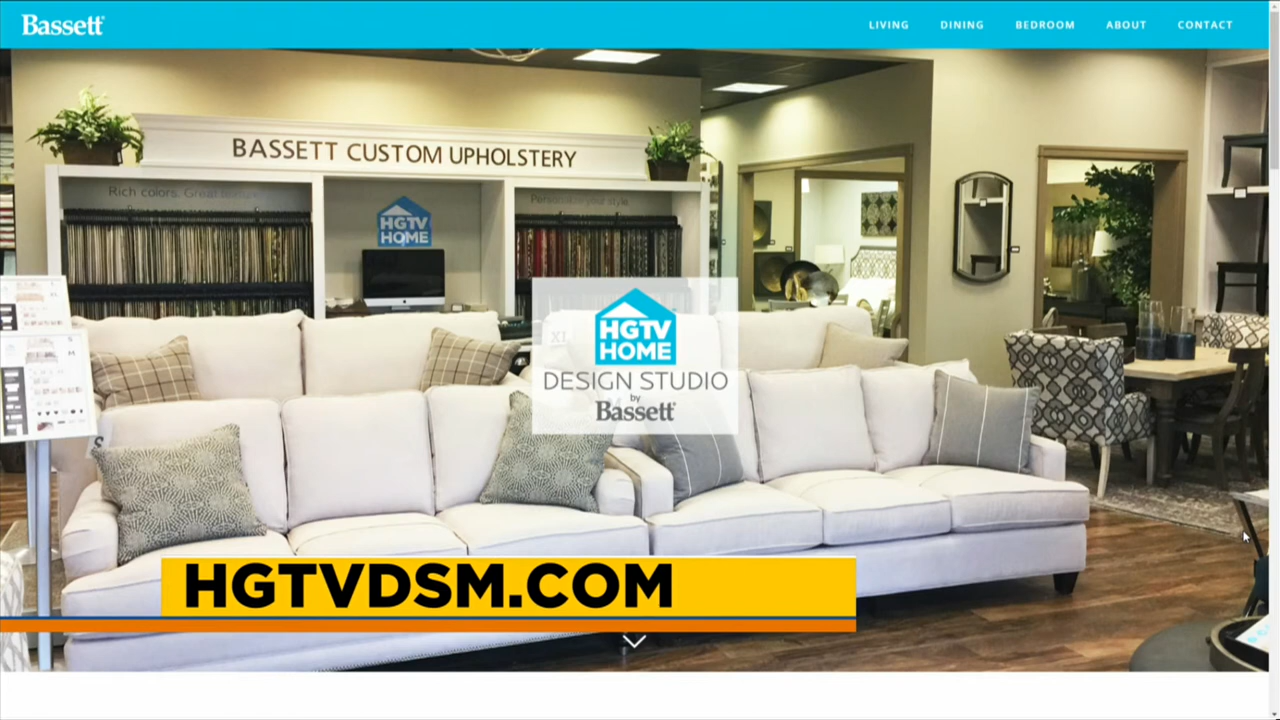 Bassett
LIVING
DINING
BEDROOM
ABOUT
CONTACT
BASSETT CUSTOM UPHOLSTERY
Rich colors. Great
Personalize your style
HGTV
HOME
XL
HGTV
HOME
DESIGN STUDIO
by
Bassett
S
HGTVDSM.COM